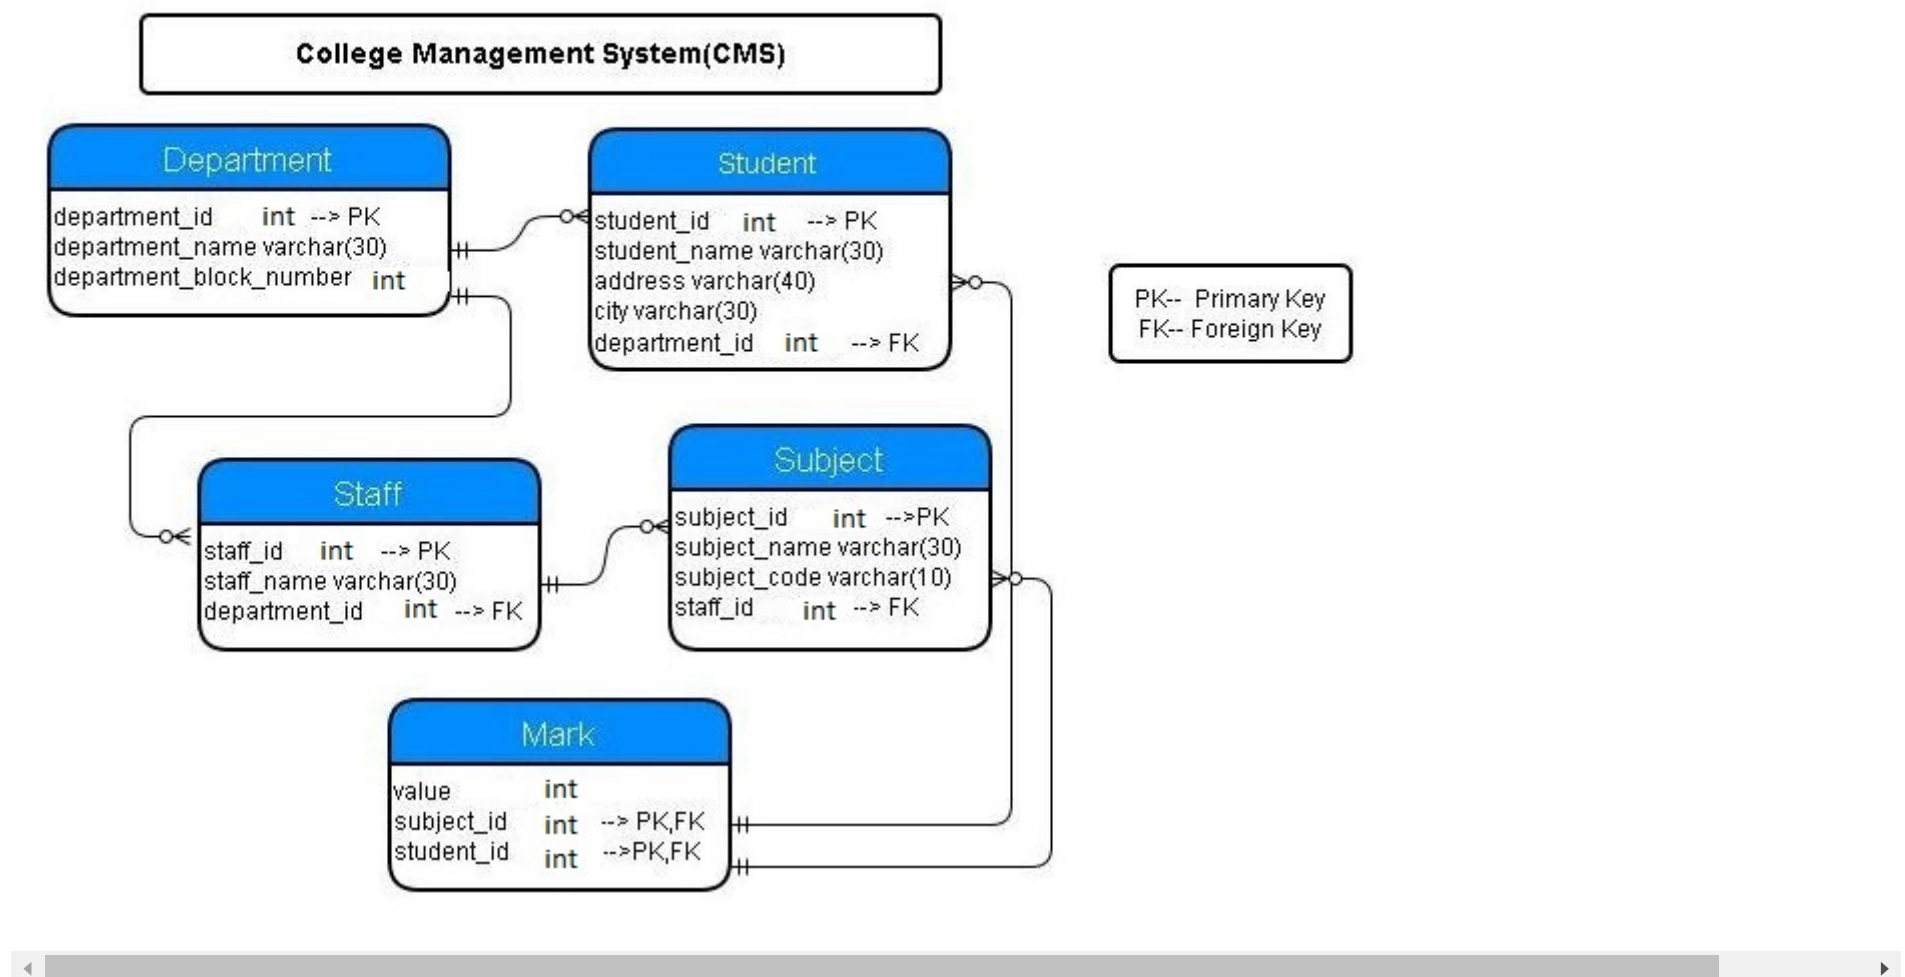 College Management System(CMS)
Department
department_id int --> PK
department_name varchar(30)
department_block_number int
Student
student_id int --> PK
student_name varchar(30)
address varchar(40)
city varchar(30)
department_id int --> FK
PK-- Primary Key
FK-- Foreign Key
Staff
staff_id int --> PK
staff_name varchar(30)
department_id int --> FK
Subject
subject_id int -->PK
subject_name varchar(30)
subject_code varchar(10)
staff_id int --> FK
Mark
value int
subject_id int --> PK,FK
student_id int -->PK,FK